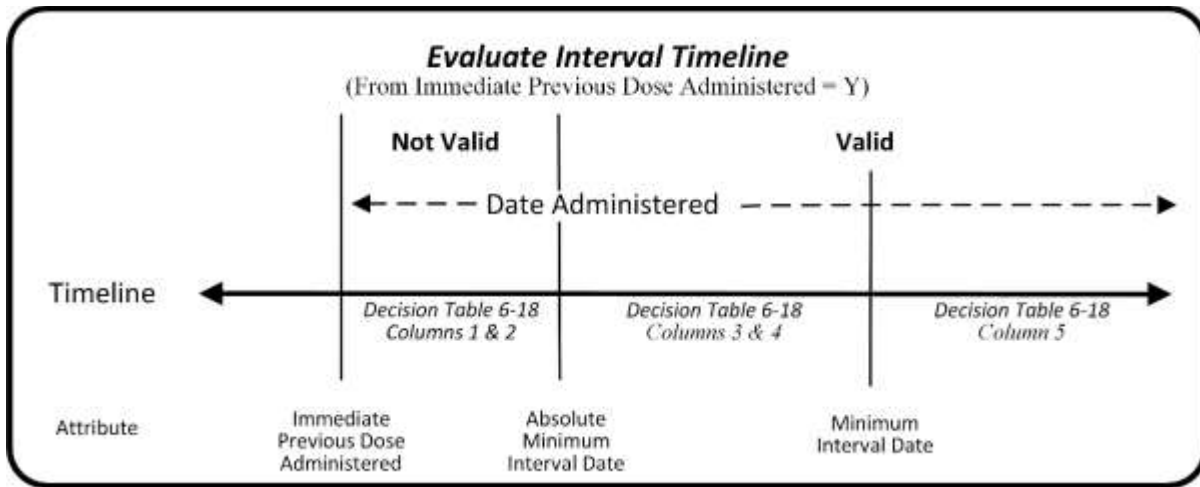 Evaluate Interval Timeline
(From Immediate Previous Dose Administered = Y)
Not Valid
Valid
Date Administered
Timeline
Decision Table 6-18
Columns 1 & 2
Decision Table 6-18
Columns 3 & 4
Decision Table 6-18
Column 5
Attribute
Immediate
Previous Dose
Administered
Absolute
Minimum
Interval Date
Minimum
Interval Date